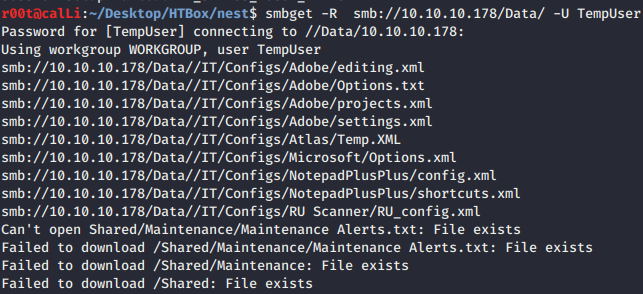 r00t@calLi:~/Desktop/HTBox/nest$ smbget -R  smb://10.10.10.178/Data/ -U TempUser
Password for [TempUser] connecting to //Data/10.10.10.178:
Using workgroup WORKGROUP, user TempUser
smb://10.10.10.178/Data//IT/Configs/Adobe/editing.xml
smb://10.10.10.178/Data//IT/Configs/Adobe/Options.txt
smb://10.10.10.178/Data//IT/Configs/Adobe/projects.xml
smb://10.10.10.178/Data//IT/Configs/Adobe/settings.xml
smb://10.10.10.178/Data//IT/Configs/Atlas/Temp.XML
smb://10.10.10.178/Data//IT/Configs/Microsoft/Options.xml
smb://10.10.10.178/Data//IT/Configs/NotepadPlusPlus/config.xml
smb://10.10.10.178/Data//IT/Configs/NotepadPlusPlus/shortcuts.xml
smb://10.10.10.178/Data//IT/Configs/RU Scanner/RU_config.xml
Can't open Shared/Maintenance/Maintenance Alerts.txt: File exists
Failed to download /Shared/Maintenance/Maintenance Alerts.txt: File exists
Failed to download /Shared/Maintenance: File exists
Failed to download /Shared: File exists